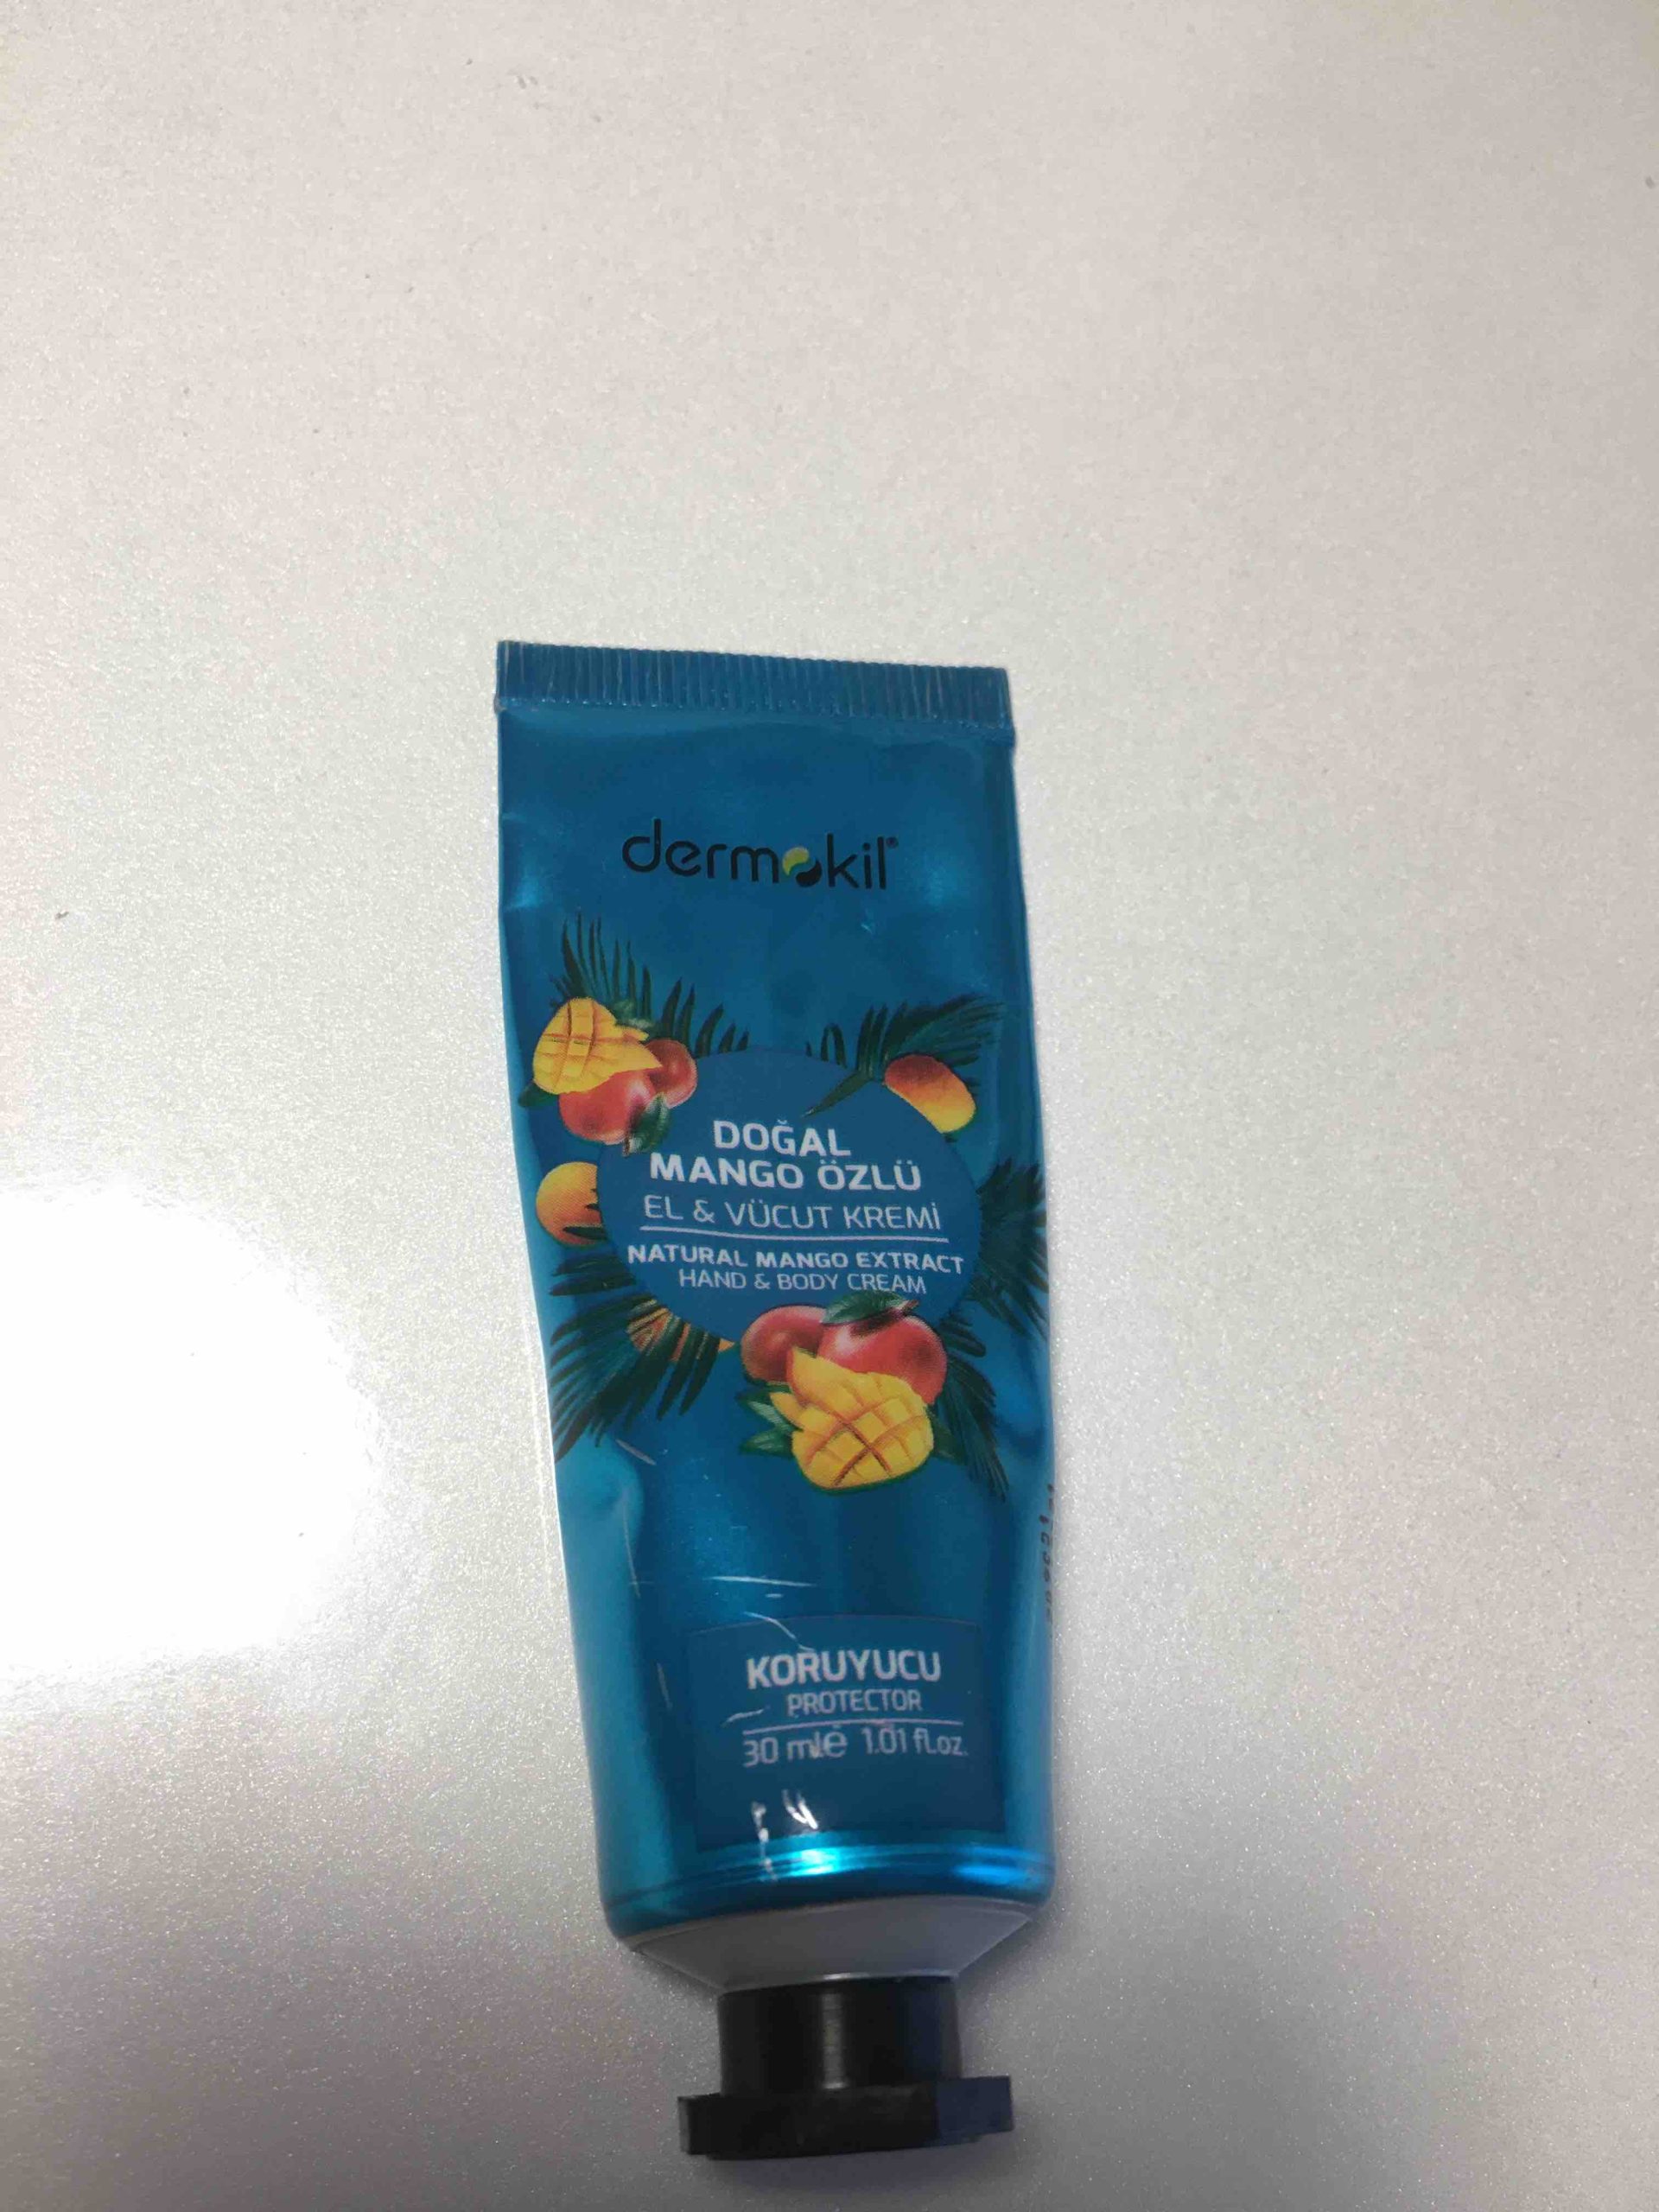 dermokil®
DOĞAL
MANGO ÖZLÜ
EL & VÜCUT KREMİ
NATURAL MANGO EXTRACT
HAND & BODY CREAM
KORUYUCU
PROTECTOR
30 ml℮ 1.01 fl.oz.